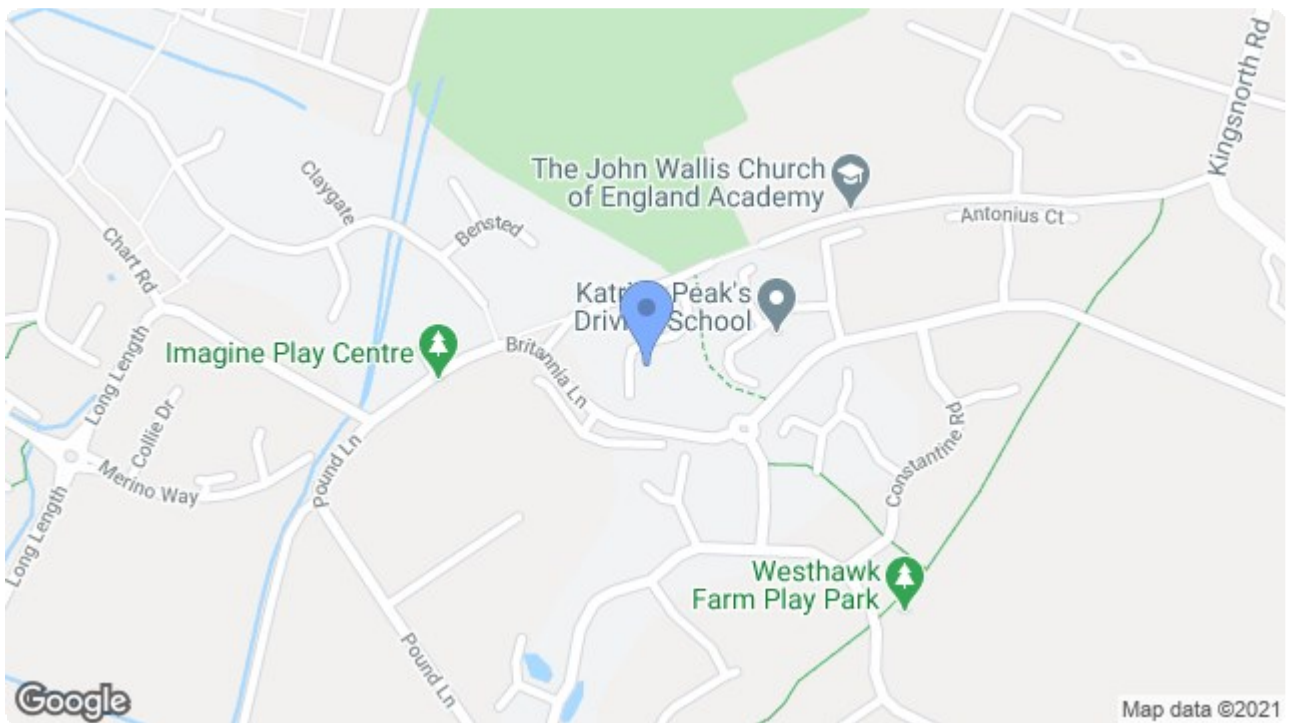 Kingsnorth Rd
The John Wallis Church
of England Academy
Antonius Ct
Claygate
Bensted
Chart Rd
Peak's
School
Imagine Play Centre
Britannia Ln
Long Length
Collie Dr
Merino Way
Pound Ln
Constantine Rd
Long Length
Westhawk
Farm Play Park
Pound Ln
Google
Map data ©2021